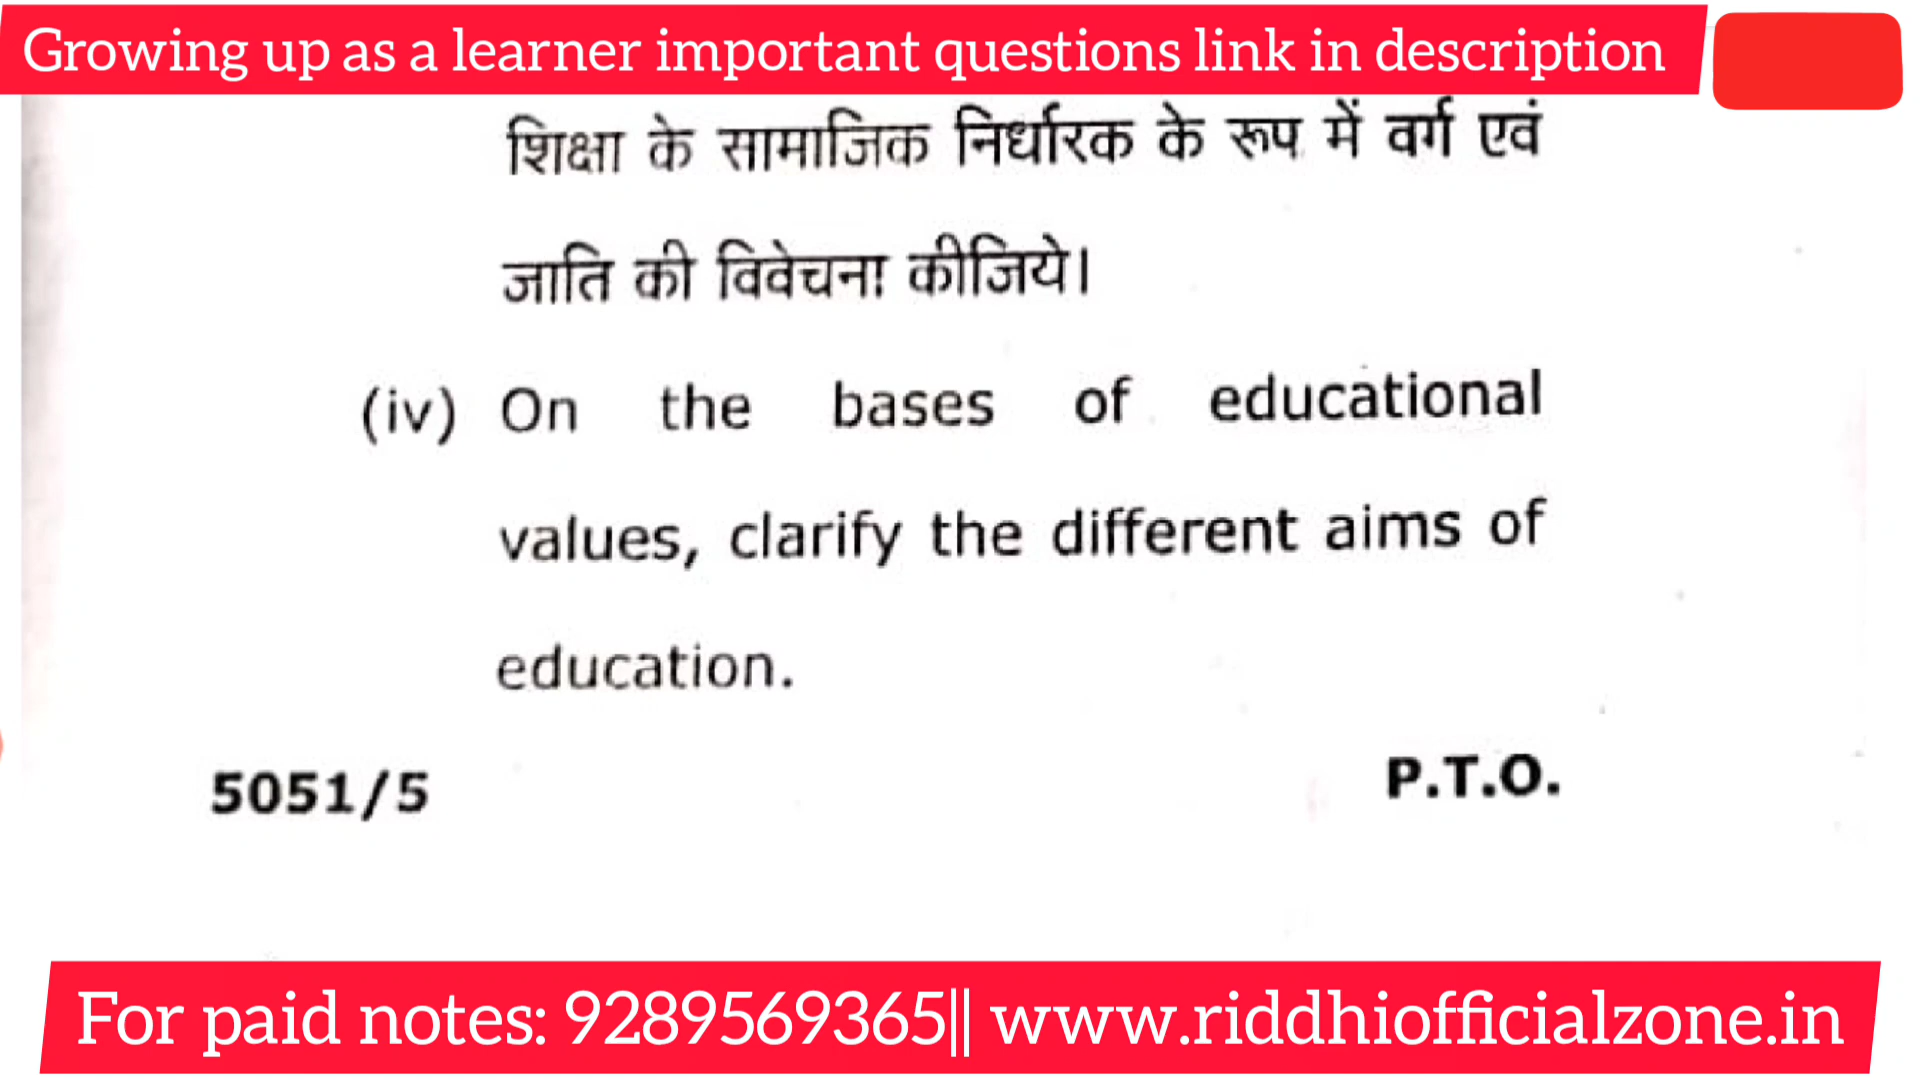 Growing up as a learner important questions link in description
शिक्षा के सामाजिक निर्धारक के रूप में वर्ग एवं
जाति की विवेचना कीजिये।
(iv) On the bases of educational
values, clarify the different aims of
education.
5051/5 P.T.O.
For paid notes: 9289569365|| www.riddhiofficialzone.in